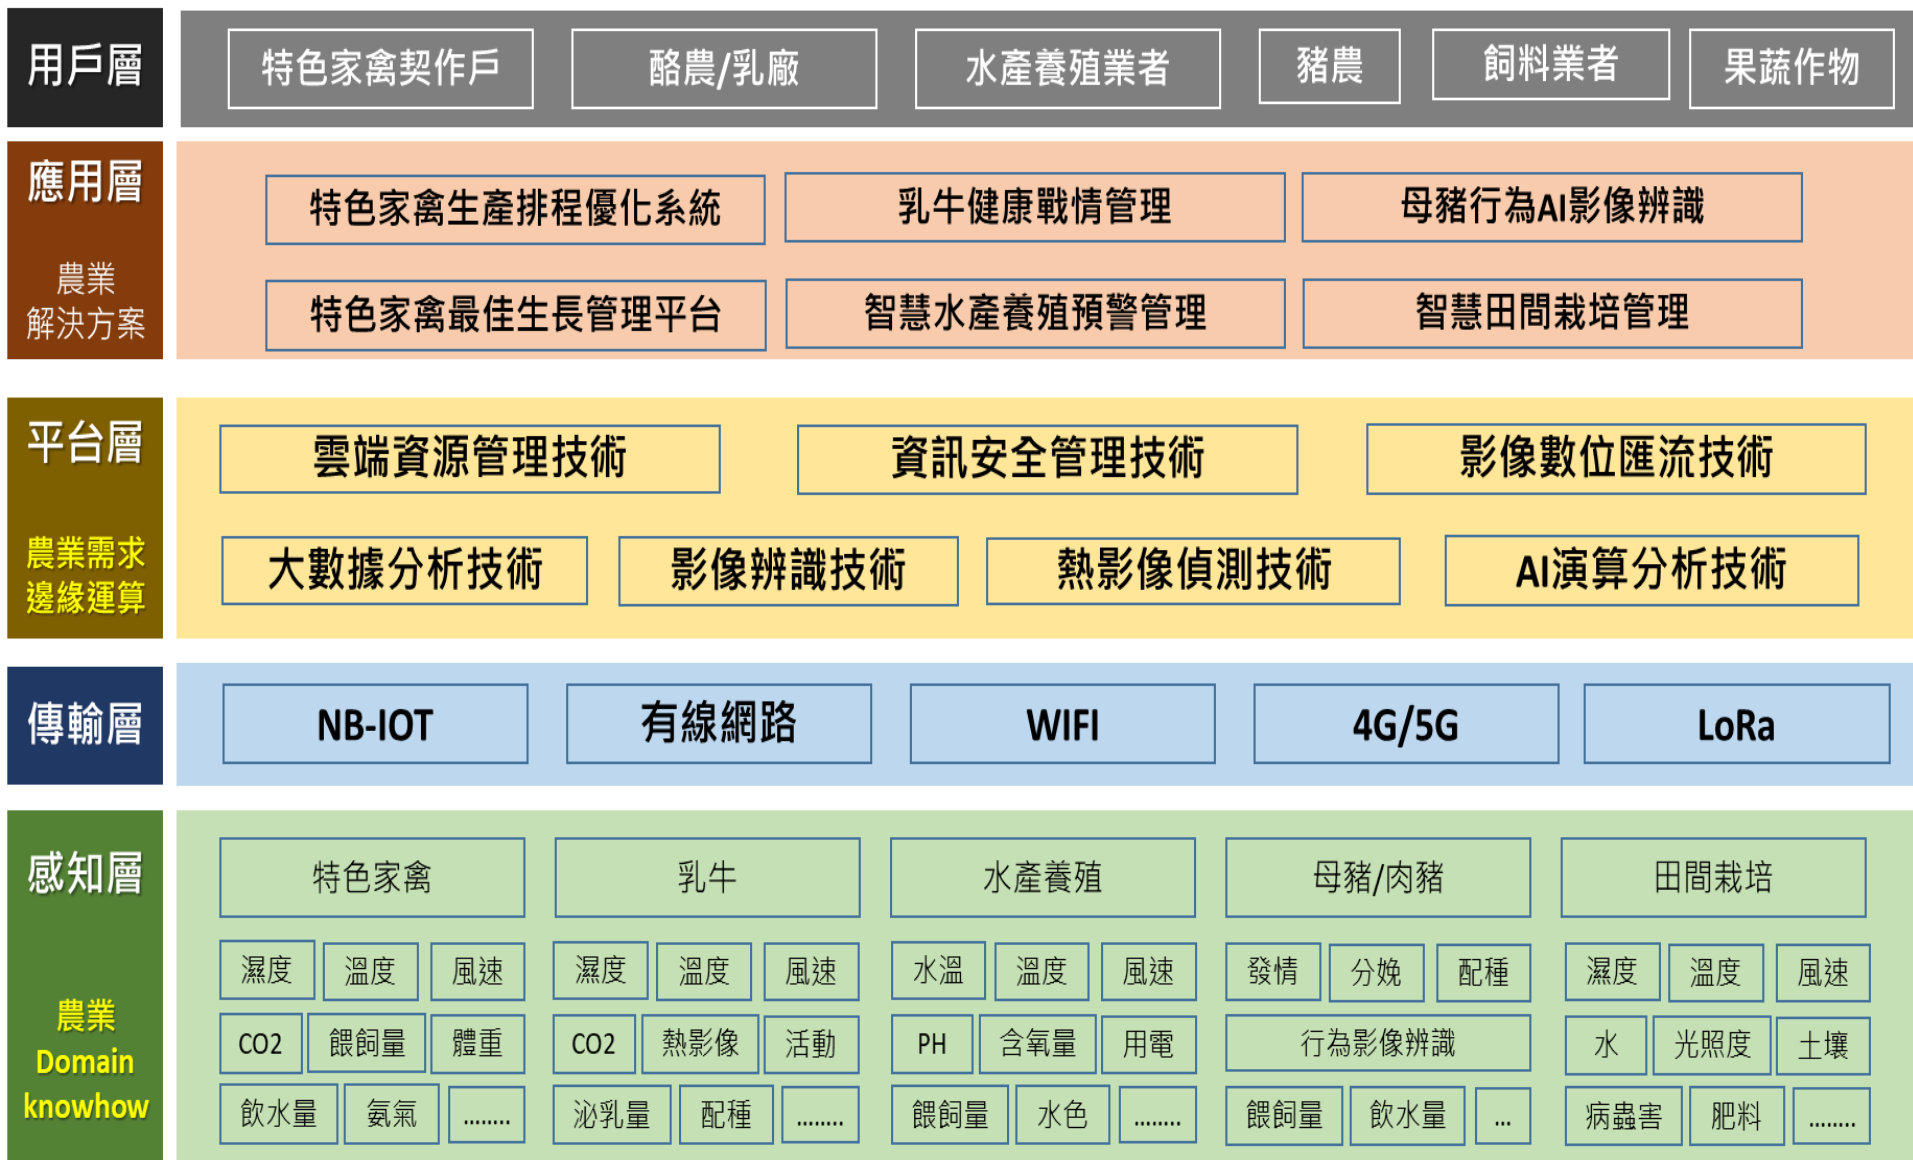 用戶層
特色家禽契作戶
酪農/乳廠
水產養殖業者
豬農
飼料業者
果蔬作物
應用層
農業
解決方案
特色家禽生產排程優化系統
乳牛健康戰情管理
母豬行為AI影像辨識
特色家禽最佳生長管理平台
智慧水產養殖預警管理
智慧田間栽培管理
平台層
農業需求
邊緣運算
雲端資源管理技術
資訊安全管理技術
影像數位匯流技術
大數據分析技術
影像辨識技術
熱影像偵測技術
AI演算分析技術
傳輸層
NB-IOT
有線網路
WIFI
4G/5G
LoRa
感知層
農業
Domain
knowhow
特色家禽
乳牛
水產養殖
母豬/肉豬
田間栽培
濕度
溫度
風速
濕度
溫度
風速
水溫
溫度
風速
發情
分娩
配種
濕度
溫度
風速
CO2
餵飼量
體重
CO2
熱影像
活動
PH
含氧量
用電
行為影像辨識
水
光照度
土壤
飲水量
氨氣
........
泌乳量
配種
........
餵飼量
水色
........
餵飼量
飲水量
...
病蟲害
肥料
........